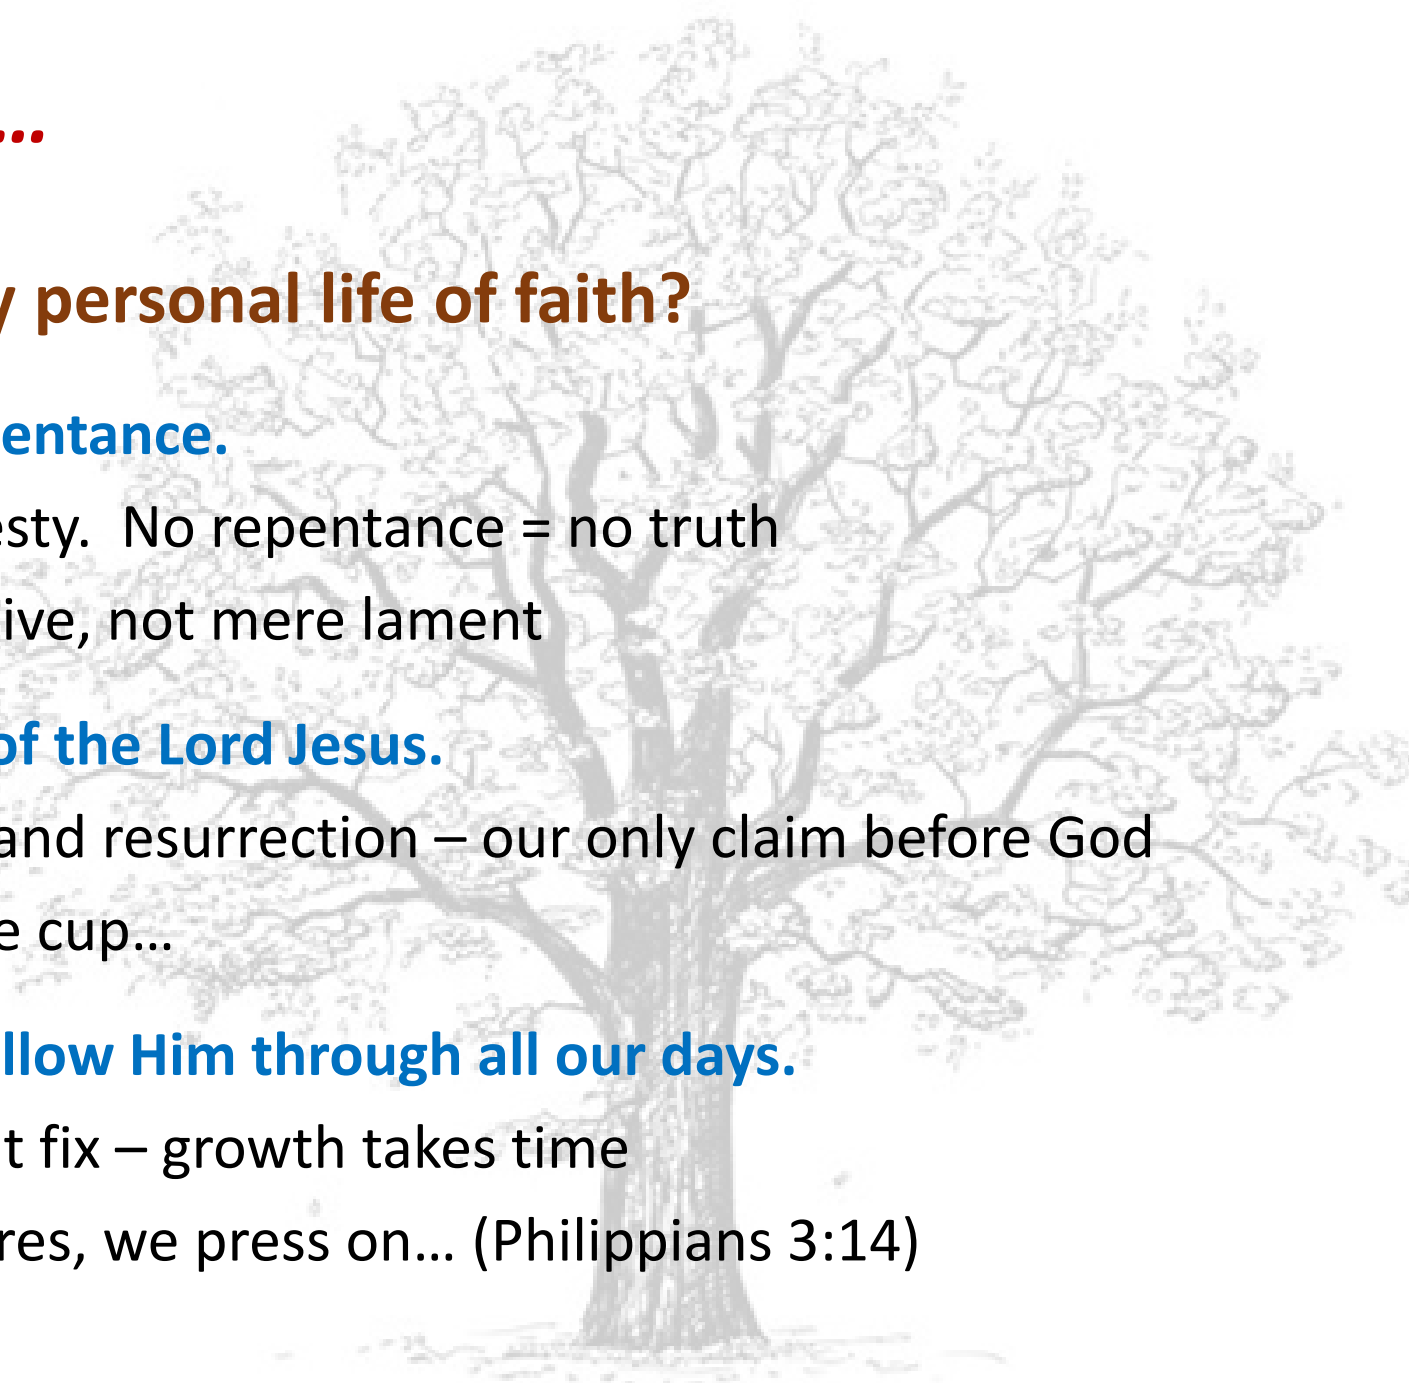 ...
y personal life of faith?
entance.
esty.  No repentance = no truth
ive, not mere lament
of the Lord Jesus.
and resurrection – our only claim before God
e cup...
llow Him through all our days.
t fix – growth takes time
res, we press on... (Philippians 3:14)